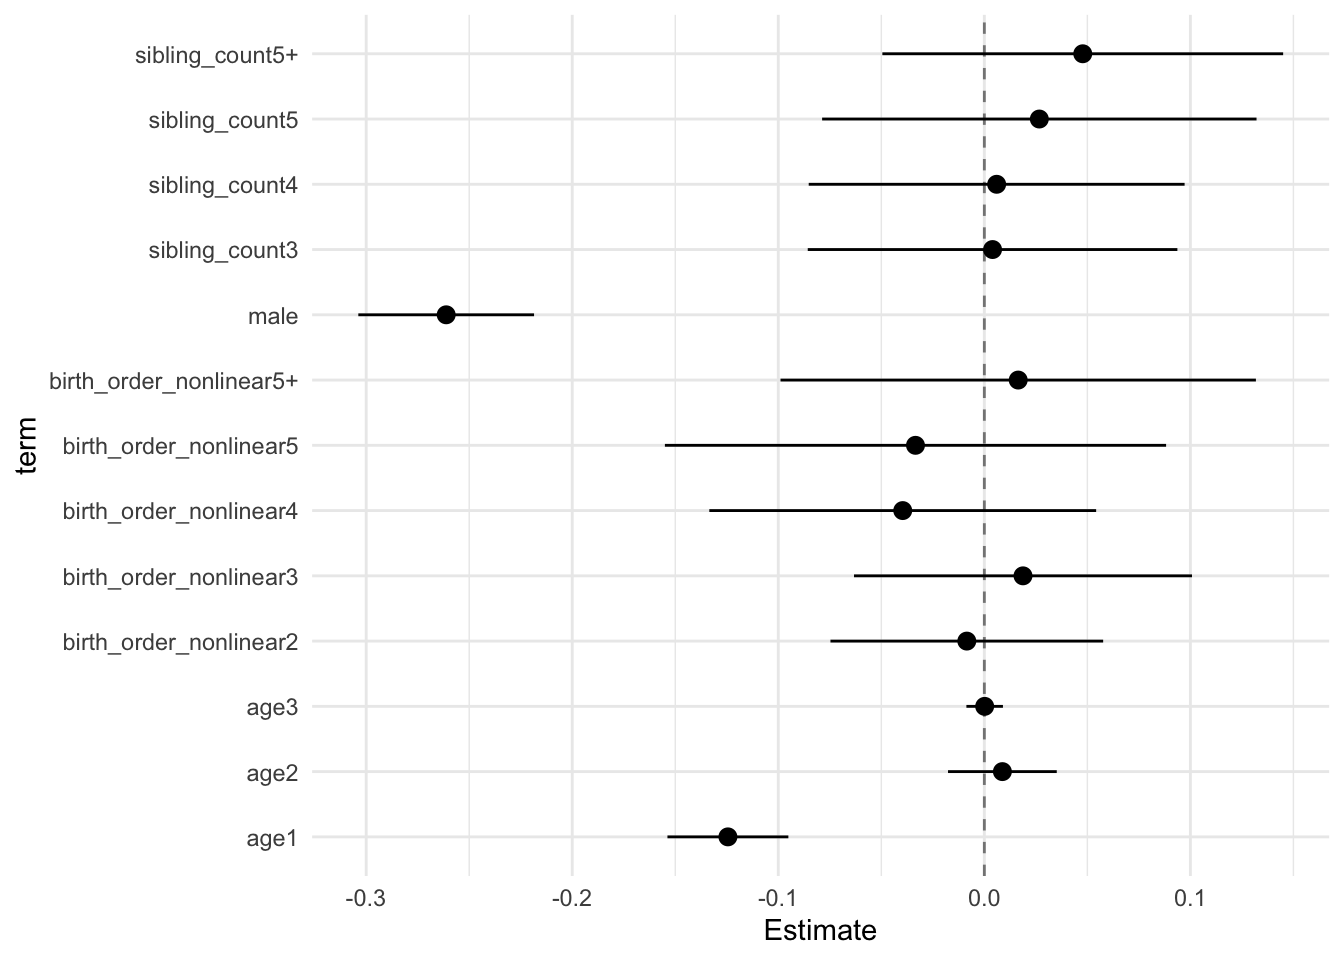 sibling_count5+
sibling_count5
sibling_count4
sibling_count3
male
birth_order_nonlinear5+
birth_order_nonlinear5
birth_order_nonlinear4
birth_order_nonlinear3
birth_order_nonlinear2
age3
age2
age1
term
-0.3 -0.2 -0.1 0.0 0.1
Estimate